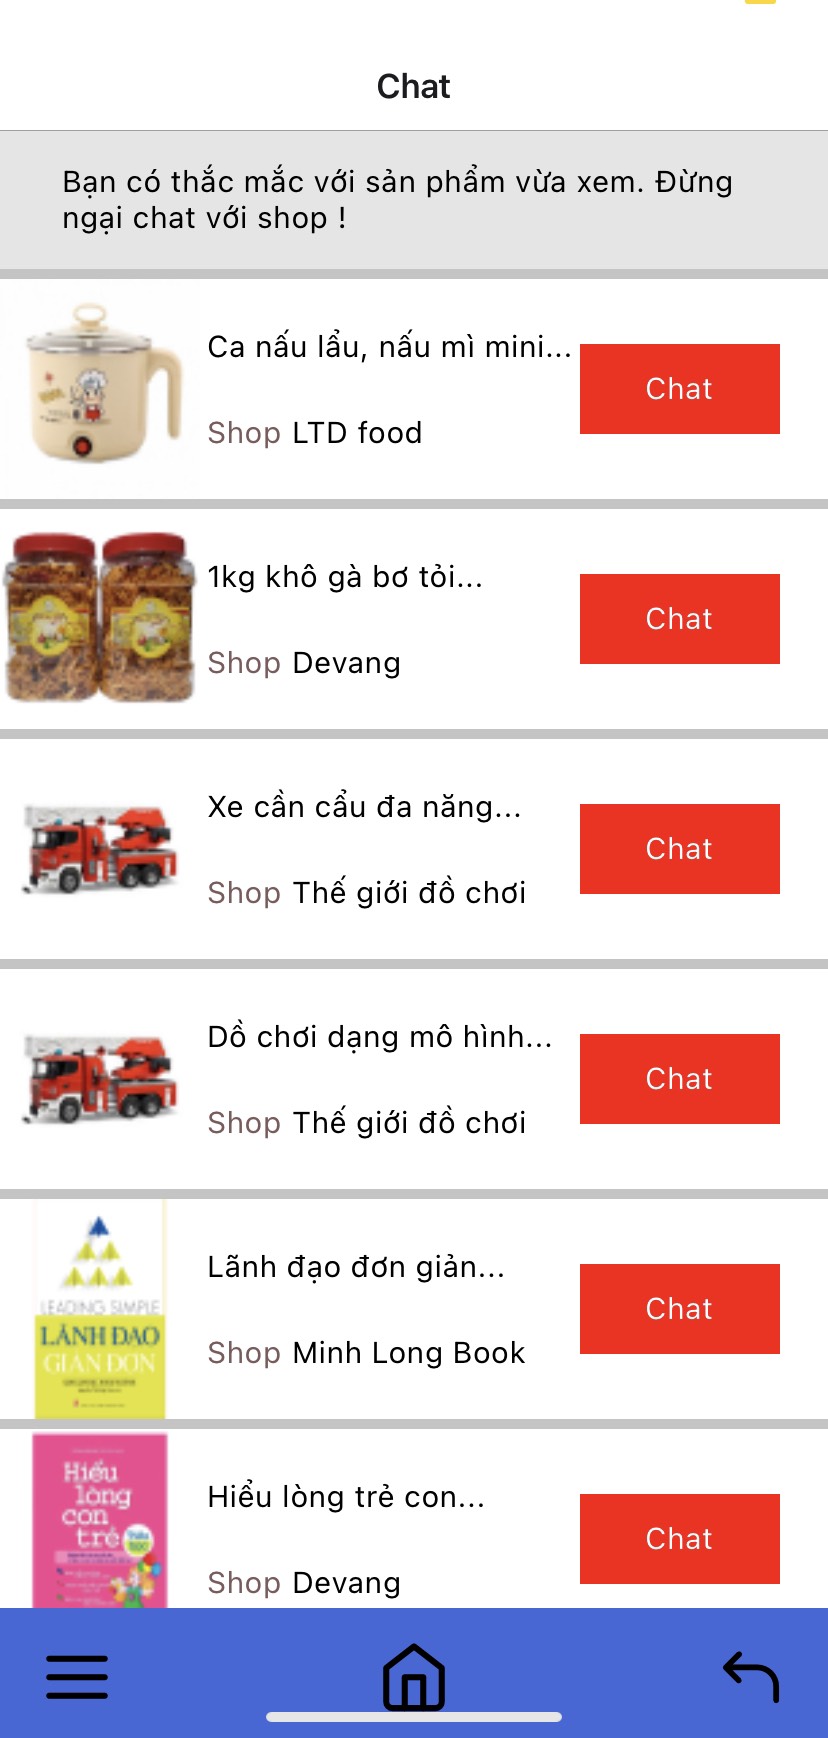 Chat
Bạn có thắc mắc với sản phẩm vừa xem. Đừng
ngại chat với shop !
Ca nấu lẩu, nấu mì mini...
Chat
Shop LTD food
1kg khô gà bơ tỏi...
Chat
Shop Devang
Xe cần cẩu đa năng...
Chat
Shop Thế giới đồ chơi
Dồ chơi dạng mô hình...
Chat
Shop Thế giới đồ chơi
LEADING SIMPLE
LÃNH ĐẠO
GIẢN ĐƠN
Lãnh đạo đơn giản...
Chat
Shop Minh Long Book
Hiểu
lòng
con
trẻ
Hiểu lòng trẻ con...
Chat
Shop Devang